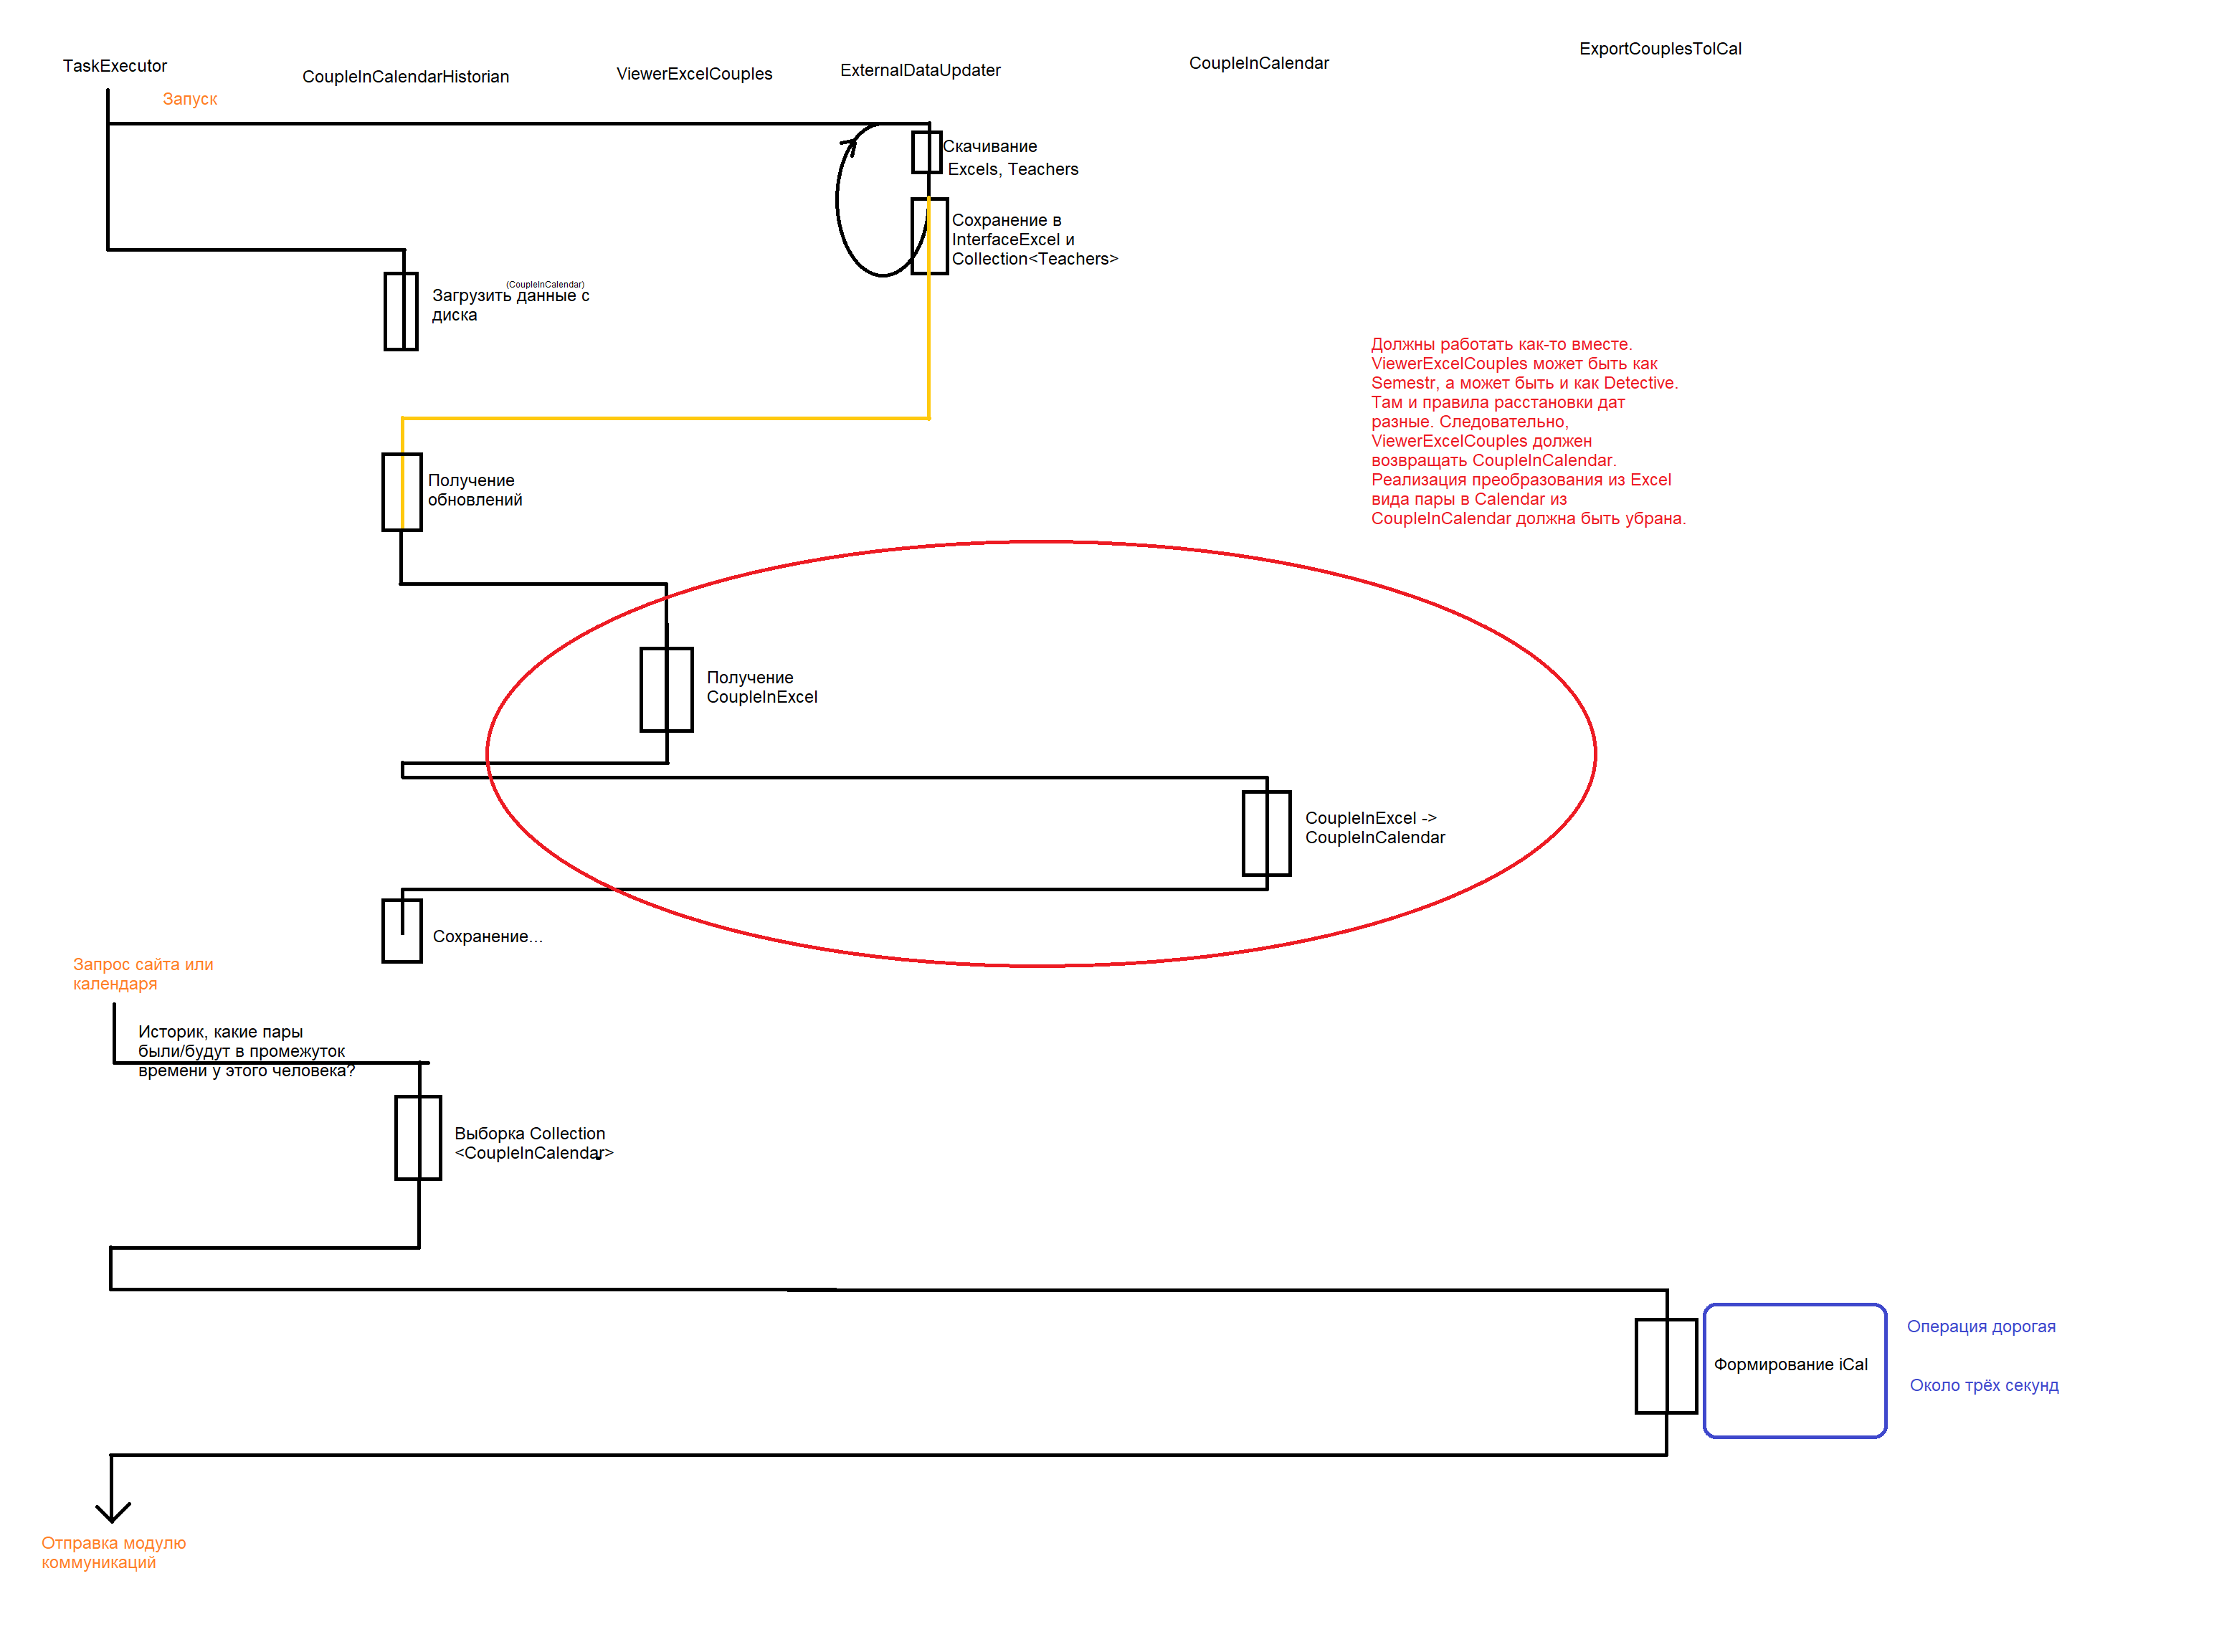 TaskExecutor
CoupleInCalendarHistorian
ViewerExcelCouples
ExternalDataUpdater
CoupleInCalendar
ExportCouplesToICal
Запуск
Скачивание
Excels, Teachers
Сохранение в
InterfaceExcel и
Collection<Teachers>
(CoupleInCalendar)
Загрузить данные с
диска
Должны работать как-то вместе.
ViewerExcelCouples может быть как
Semestr, а может быть и как Detective.
Там и правила расстановки дат
разные. Следовательно,
ViewerExcelCouples должен
возвращать CoupleInCalendar.
Реализация преобразования из Excel
вида пары в Calendar из
CoupleInCalendar должна быть убрана.
Получение
обновлений
Получение
CoupleInExcel
CoupleInExcel ->
CoupleInCalendar
Сохранение...
Запрос сайта или
календаря
Историк, какие пары
были/будут в промежуток
времени у этого человека?
Выборка Collection
<CoupleInCalendar>
Формирование iCal
Операция дорогая
Около трёх секунд
Отправка модулю
коммуникаций